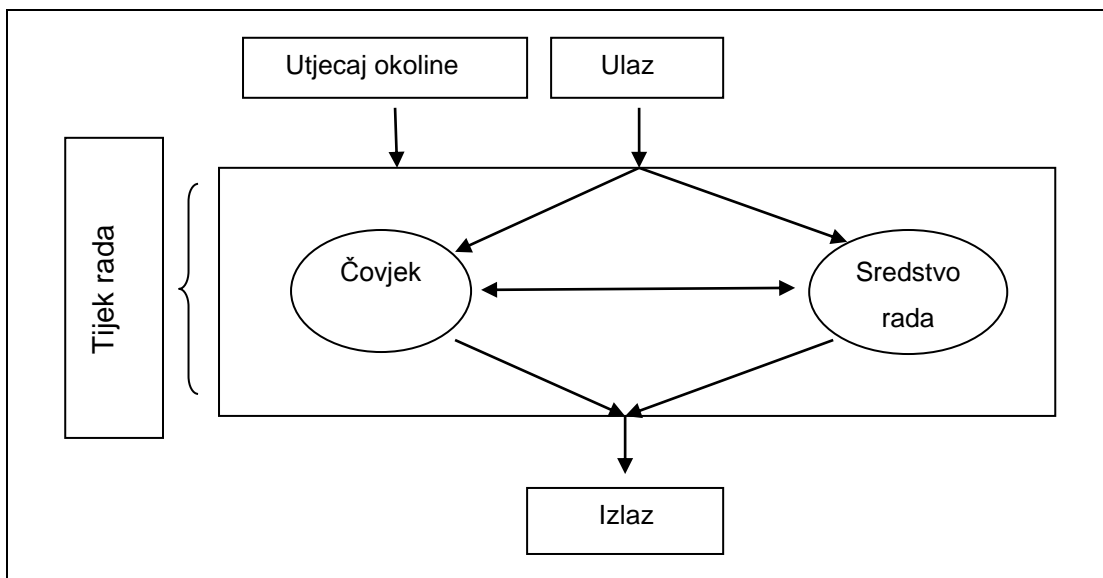 Utjecaj okoline
Ulaz
Tijek rada
Čovjek
Sredstvo
rada
Izlaz